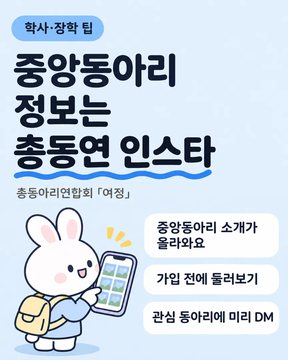 학사·장학 팁
중앙동아리
정보는
총동연 인스타
총동아리연합회 「여정」
중앙동아리 소개가
올라와요
가입 전에 둘러보기
관심 동아리에 미리 DM